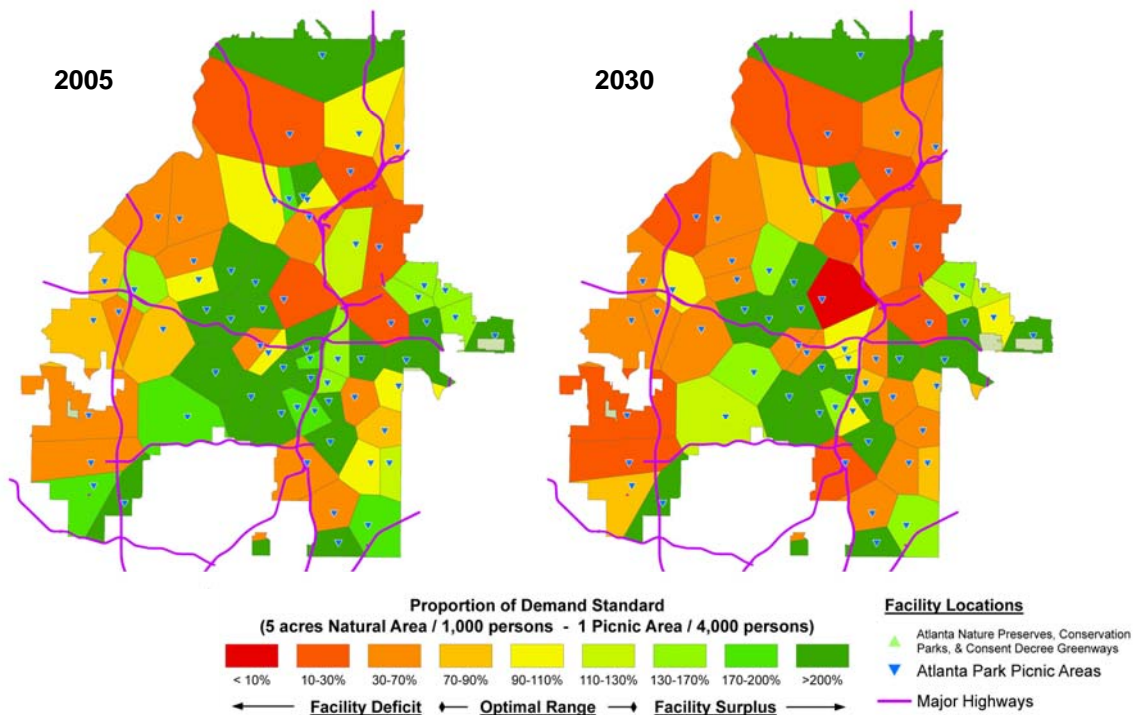 2005
2030
Proportion of Demand Standard
(5 acres Natural Area / 1,000 persons - 1 Picnic Area / 4,000 persons)
< 10%
10-30%
30-70%
70-90%
90-110%
110-130%
130-170%
170-200%
>200%
Facility Deficit
Optimal Range
Facility Surplus
Facility Locations
Atlanta Nature Preserves, Conservation
Parks, & Consent Decree Greenways
Atlanta Park Picnic Areas
Major Highways